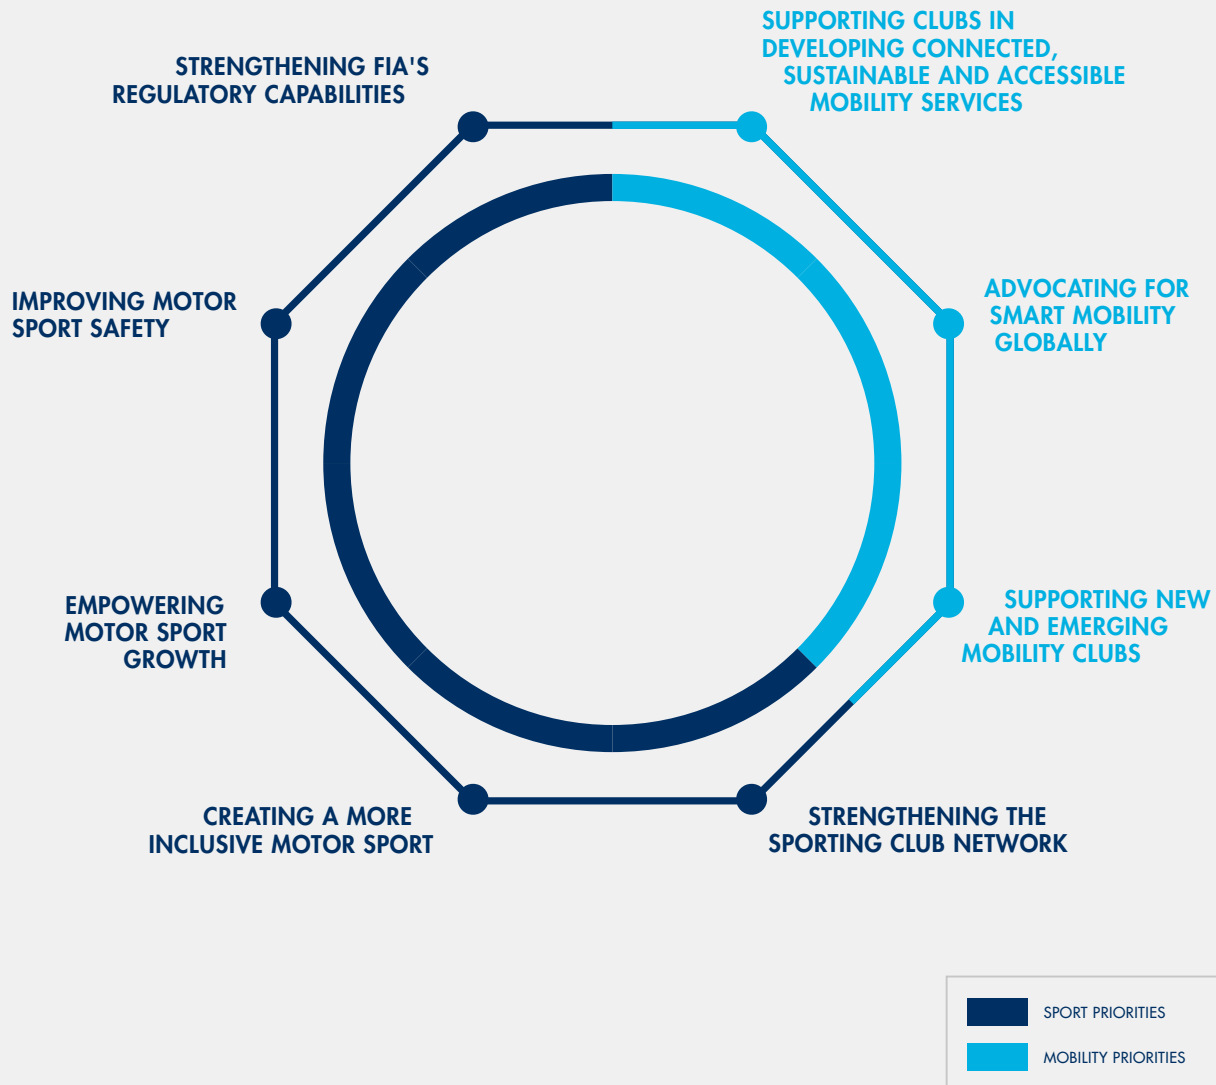 STRENGTHENING FIA'S
REGULATORY CAPABILITIES
SUPPORTING CLUBS IN
DEVELOPING CONNECTED,
SUSTAINABLE AND ACCESSIBLE
MOBILITY SERVICES
IMPROVING MOTOR
SPORT SAFETY
ADVOCATING FOR
SMART MOBILITY
GLOBALLY
EMPOWERING
MOTOR SPORT
GROWTH
SUPPORTING NEW
AND EMERGING
MOBILITY CLUBS
CREATING A MORE
INCLUSIVE MOTOR SPORT
STRENGTHENING THE
SPORTING CLUB NETWORK
SPORT PRIORITIES
MOBILITY PRIORITIES